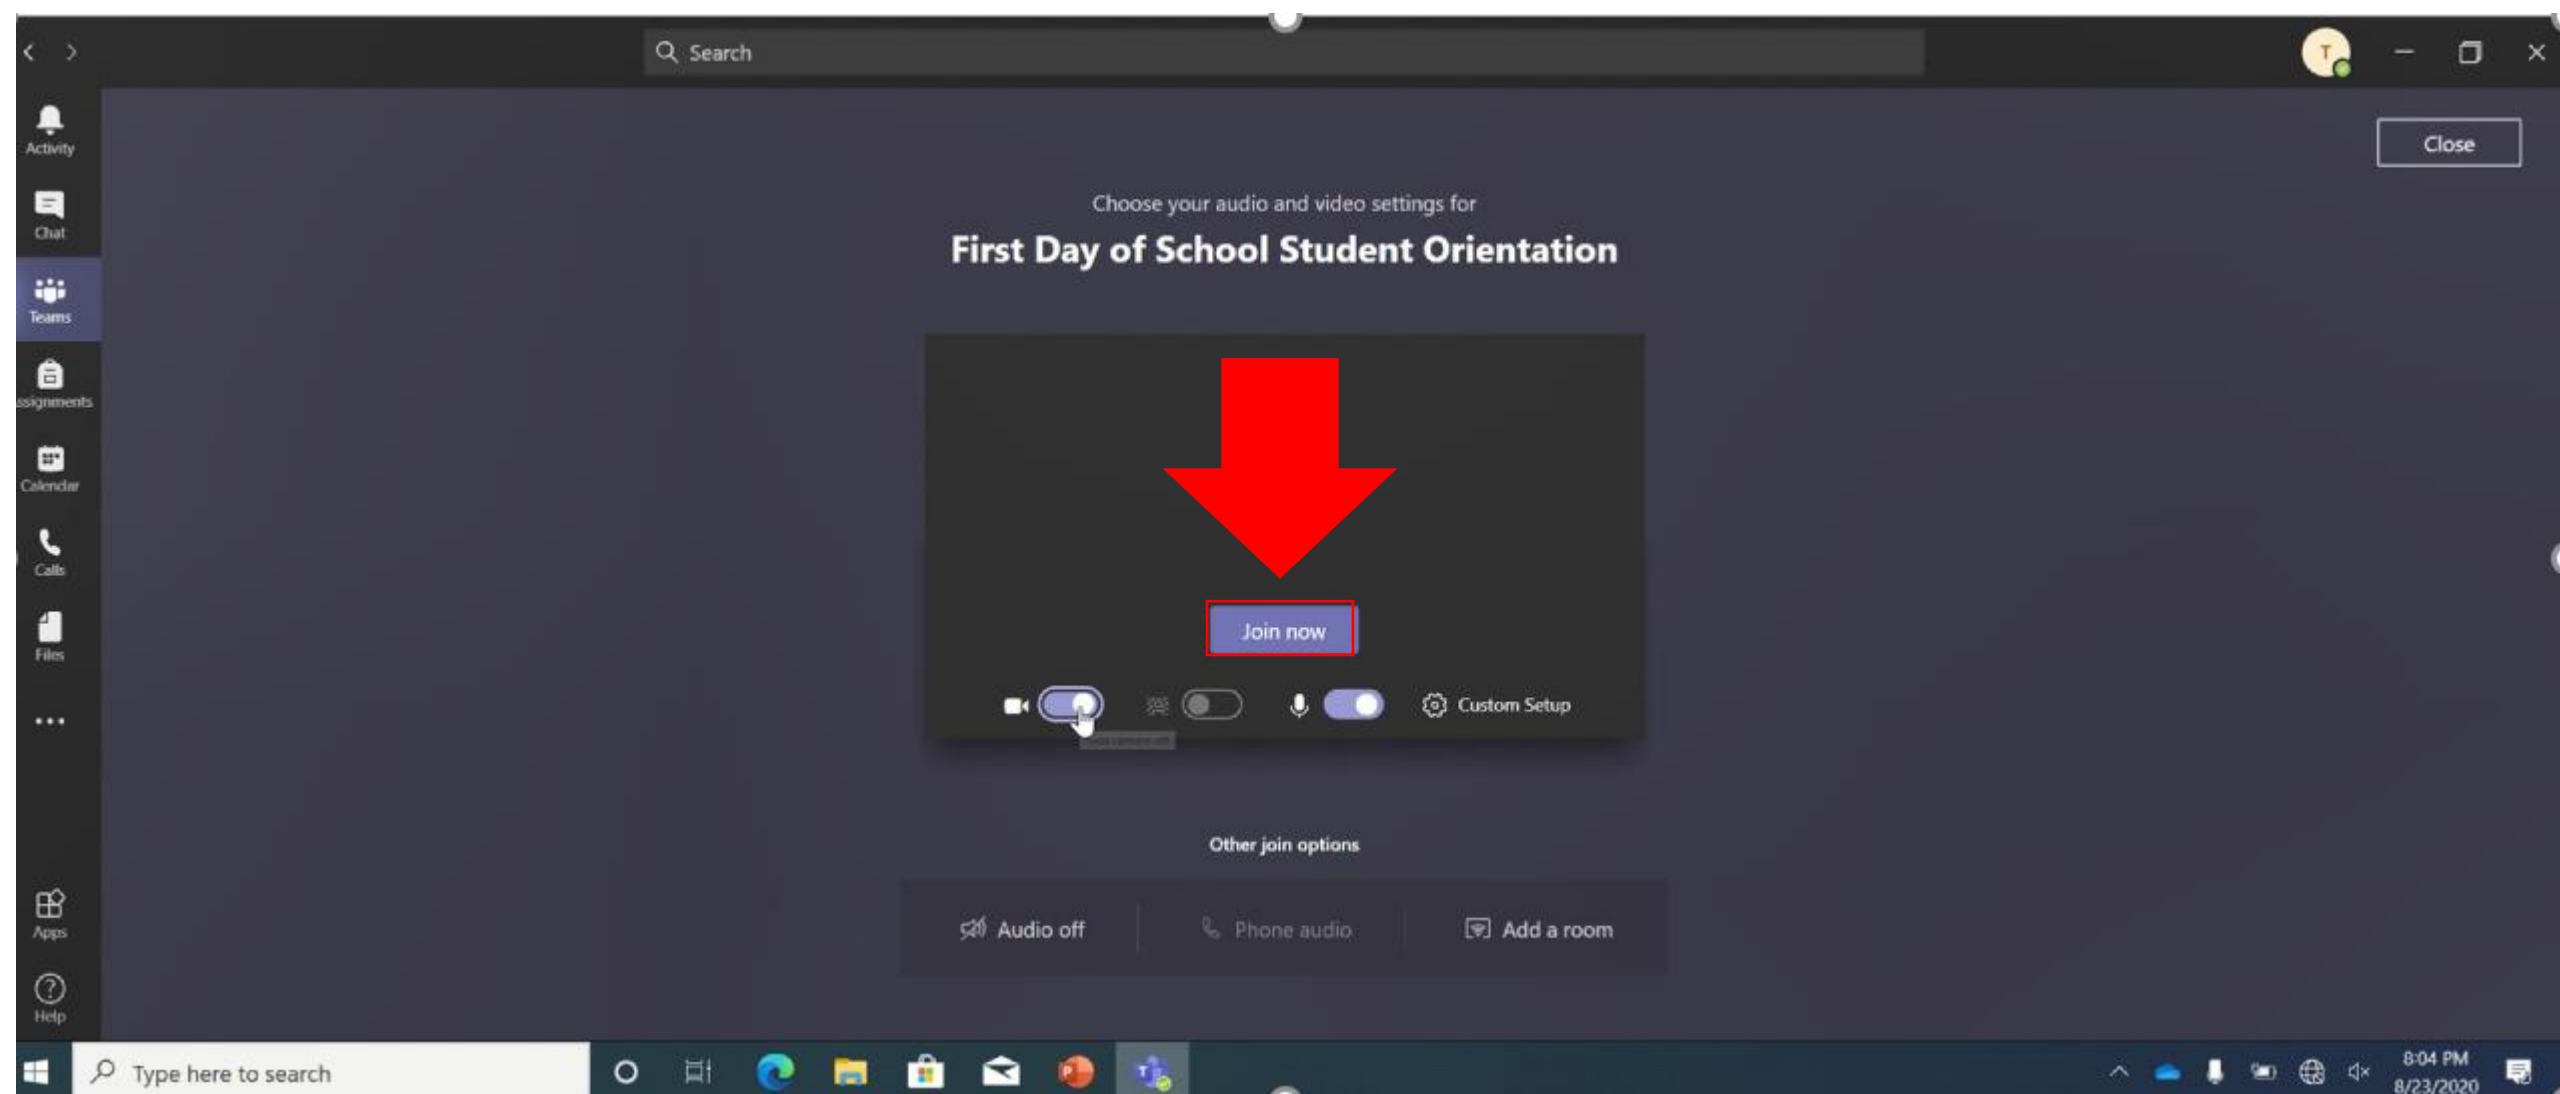 Search
T
Activity
Close
Chat
Choose your audio and video settings for
First Day of School Student Orientation
Teams
ssignments
Calendar
Calls
Join now
Files
Custom Setup
Other join options
Apps
Audio off
Phone audio
Add a room
Help
Type here to search
8:04 PM
8/23/2020